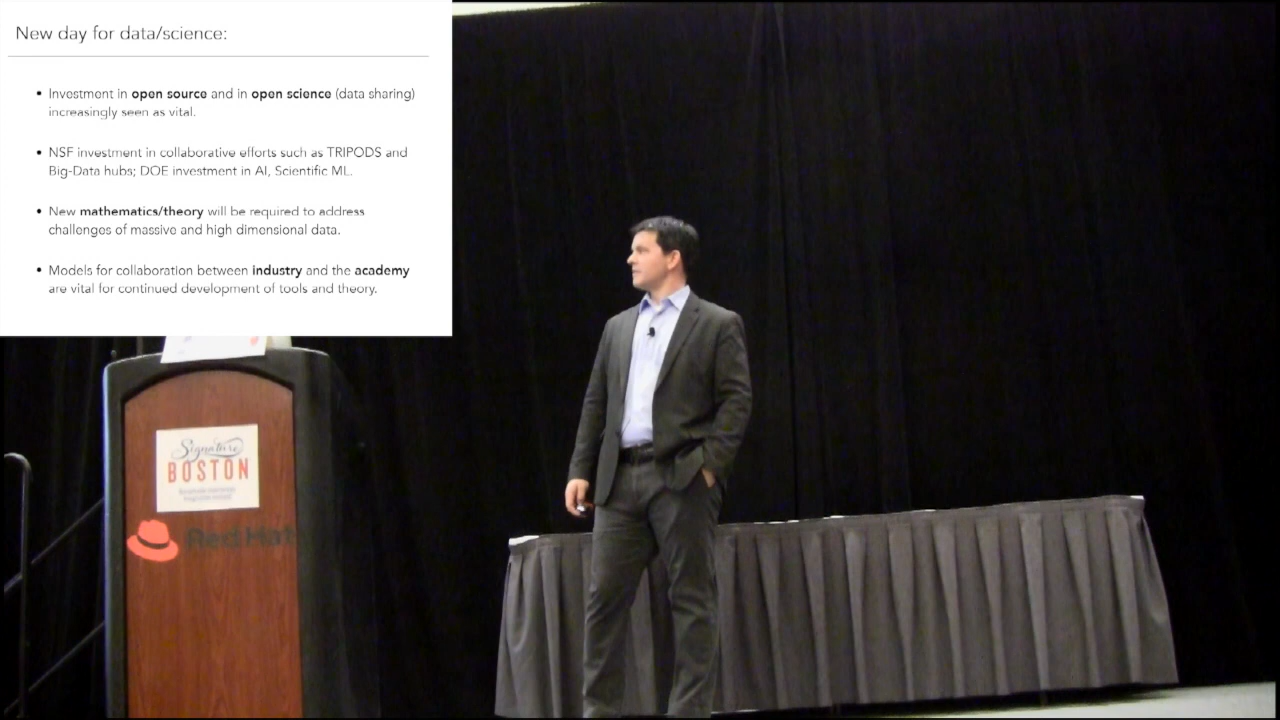 New day for data/science:
• Investment in open source and in open science (data sharing)
increasingly seen as vital.
• NSF investment in collaborative efforts such as TRIPODS and
Big-Data hubs; DOE investment in AI, Scientific ML.
• New mathematics/theory will be required to address
challenges of massive and high dimensional data.
• Models for collaboration between industry and the academy
are vital for continued development of tools and theory.
Signature
BOSTON
Red Hat